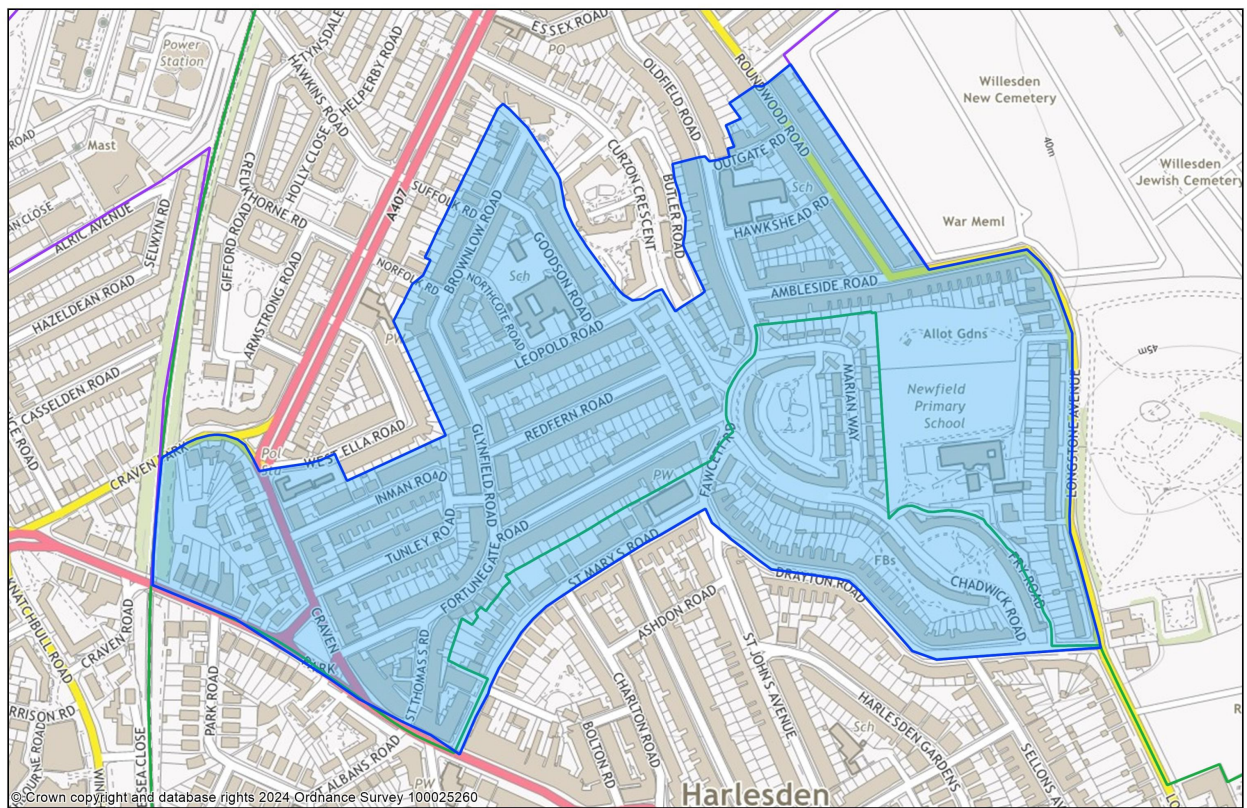 ESSEX ROAD
PO
TYNSDALE
HAWKINS ROAD
HELPERBY ROAD
OLDFIELD ROAD
ROUNDWOOD ROAD
Power
Station
Willesden
New Cemetery
40m
ROAD
Mast
HOLLY CLOSE
CURZON CRESCENT
OUTGATE RD
Willesden
Jewish Cemetery
CLOSE
ALRIC AVENUE
SELWYN RD
GIFFORD ROAD
A407
SUFFOLK RD
BUTLER ROAD
Sch
HAWKSHEAD RD
War Meml
BROWNLOW ROAD
GOODSON ROAD
NORFOLK RD
Sch
NORTHCOTE ROAD
AMBLESIDE ROAD
HAZELDEAN ROAD
ARMSTRONG ROAD
LEOPOLD ROAD
Allot Gdns
45m
CASSELDEN ROAD
MARIAN WAY
Newfield
Primary
School
LONGSTONE AVENUE
REDFERN ROAD
GLYNFIELD ROAD
WEST ELLA ROAD
CRAVEN PARK
Pol
Sta
INMAN ROAD
PW
FAWCETT RD
TUNLEY ROAD
FORTUNEGATE ROAD
ST MARY'S ROAD
FBs
DRAYTON ROAD
CHADWICK ROAD
FRY ROAD
KNATCHBULL ROAD
CRAVEN ROAD
CRAVEN
PARK
ST THOMAS'S RD
ASHDON ROAD
ST JOHN'S AVENUE
PARK ROAD
CHARLTON ROAD
HARLESDEN GARDENS
Sch
BOLTON RD
ALBANS ROAD
PW
Harlesden
© Crown copyright and database rights 2024 Ordnance Survey 100025260